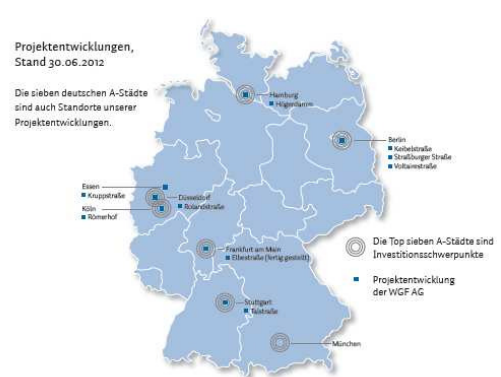 Projektentwicklungen,
Stand 30.06.2012
Die sieben deutschen A-Städte
sind auch Standorte unserer
Projektentwicklungen.
Hamburg
Högerdamm
Berlin
Keibelstraße
Straßburger Straße
Voltairestraße
Essen
Kruppstraße
Düsseldorf
Rolandstraße
Köln
Römerhof
Frankfurt am Main
Elbestraße (fertig gestellt)
Die Top sieben A-Städte sind
Investitionsschwerpunkte
Projektentwicklung
der WGF AG
Stuttgart
Talstraße
München